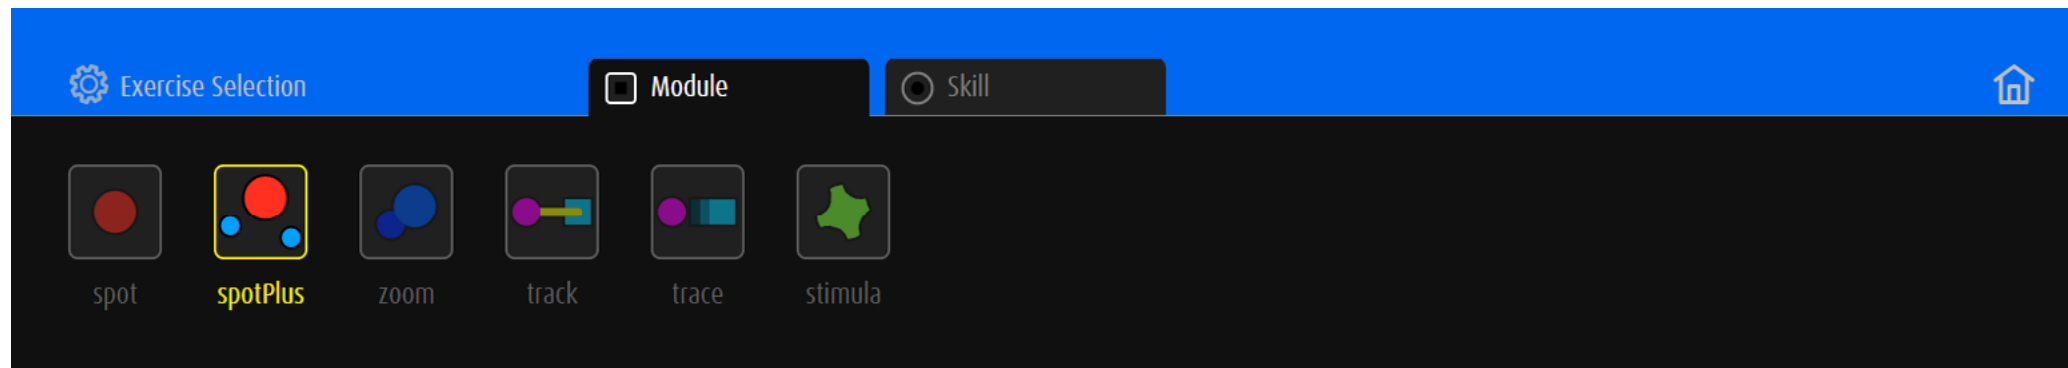 Exercise Selection
Module
Skill
spot
spotPlus
zoom
track
trace
stimula